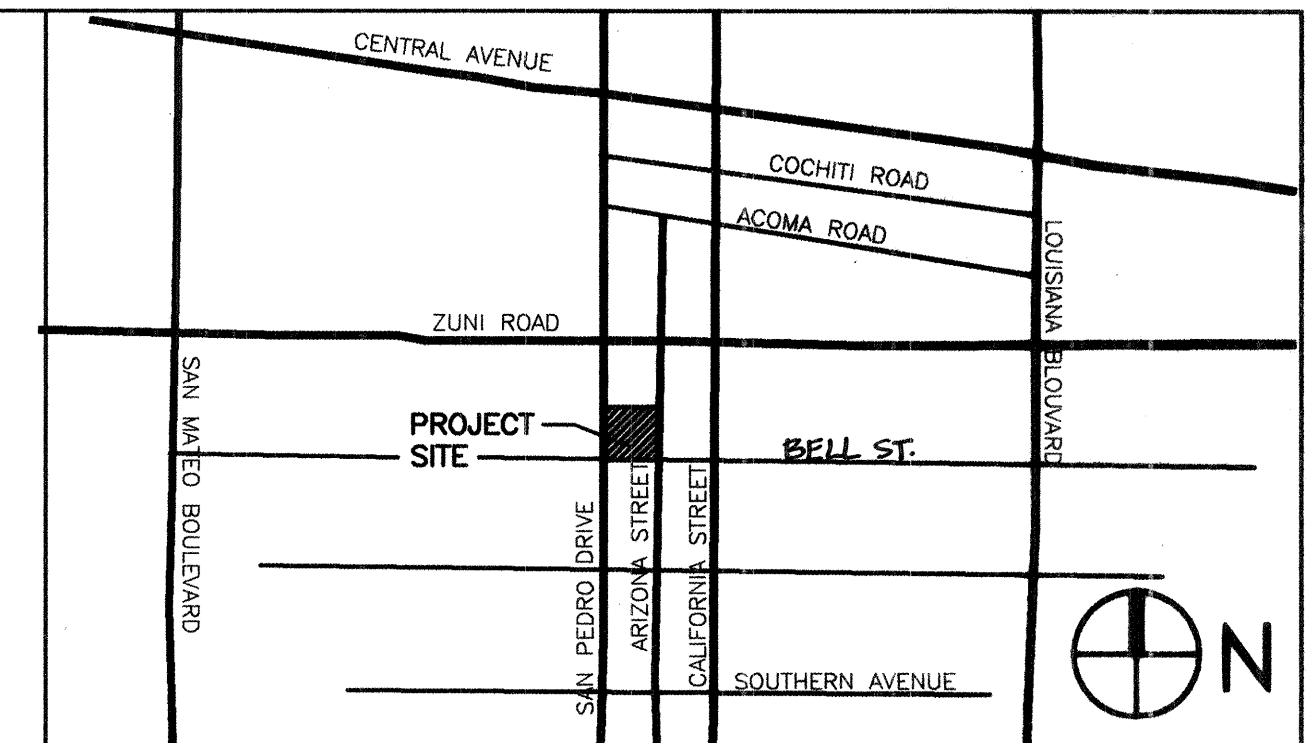 CENTRAL AVENUE
COCHITI ROAD
ACOMA ROAD
LOUISIANA BLOUVARD
ZUNI ROAD
SAN MATEO BOULEVARD
PROJECT
SITE
BELL ST.
SAN PEDRO DRIVE
ARIZONA STREET
CALIFORNIA STREET
SOUTHERN AVENUE
N